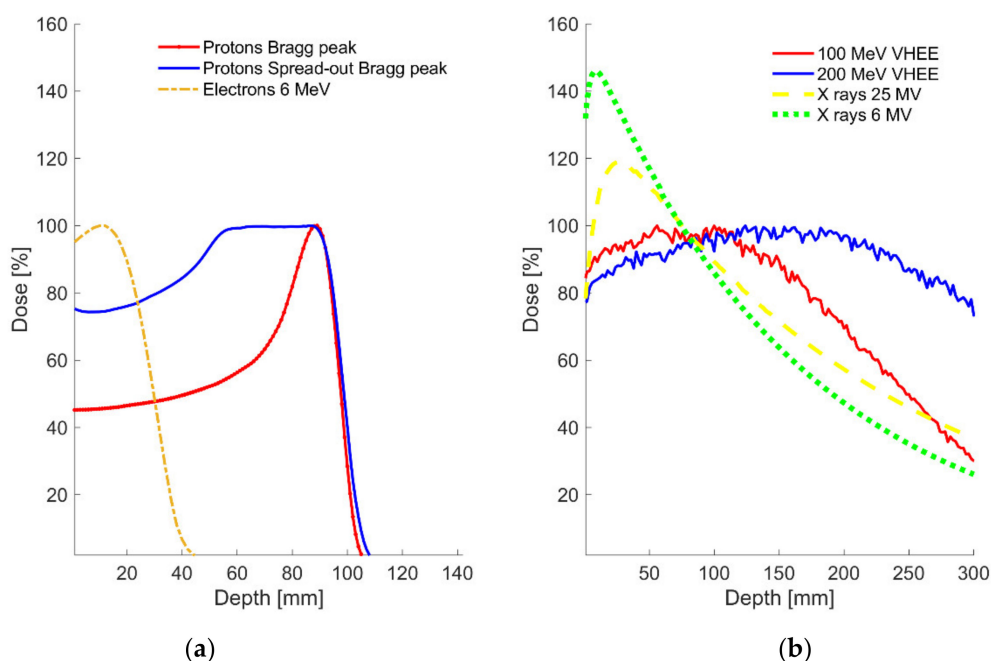 160
140
120
100
80
60
40
20
Dose [%]
Protons Bragg peak
Protons Spread-out Bragg peak
Electrons 6 MeV
20 40 60 80 100 120 140
Depth [mm]
(a)
160
140
120
100
80
60
40
20
Dose [%]
100 MeV VHEE
200 MeV VHEE
X rays 25 MV
X rays 6 MV
50 100 150 200 250 300
Depth [mm]
(b)